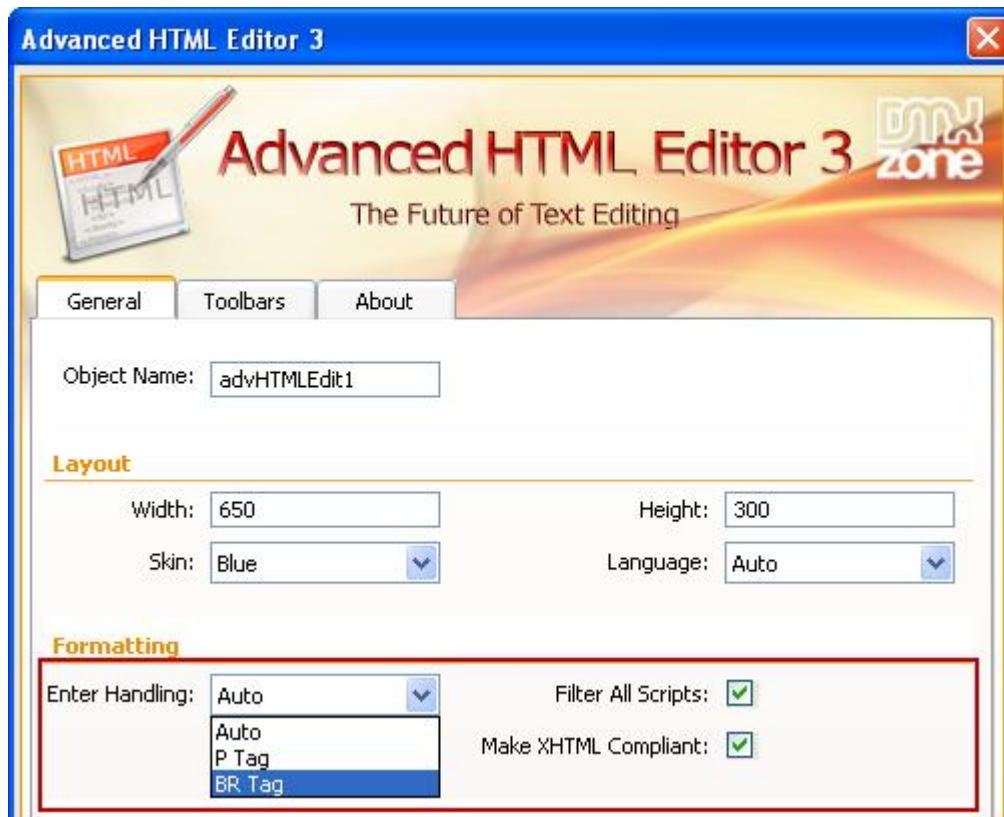 Advanced HTML Editor 3
HTML
HTML
Advanced HTML Editor 3
DMX
zone
The Future of Text Editing
General Toolbars About
Object Name: advHTMLEdit1
Layout
Width: 650 Height: 300
Skin: Blue Language: Auto
Formatting
Enter Handling: Auto Filter All Scripts:
Auto
P Tag Make XHTML Compliant:
BR Tag